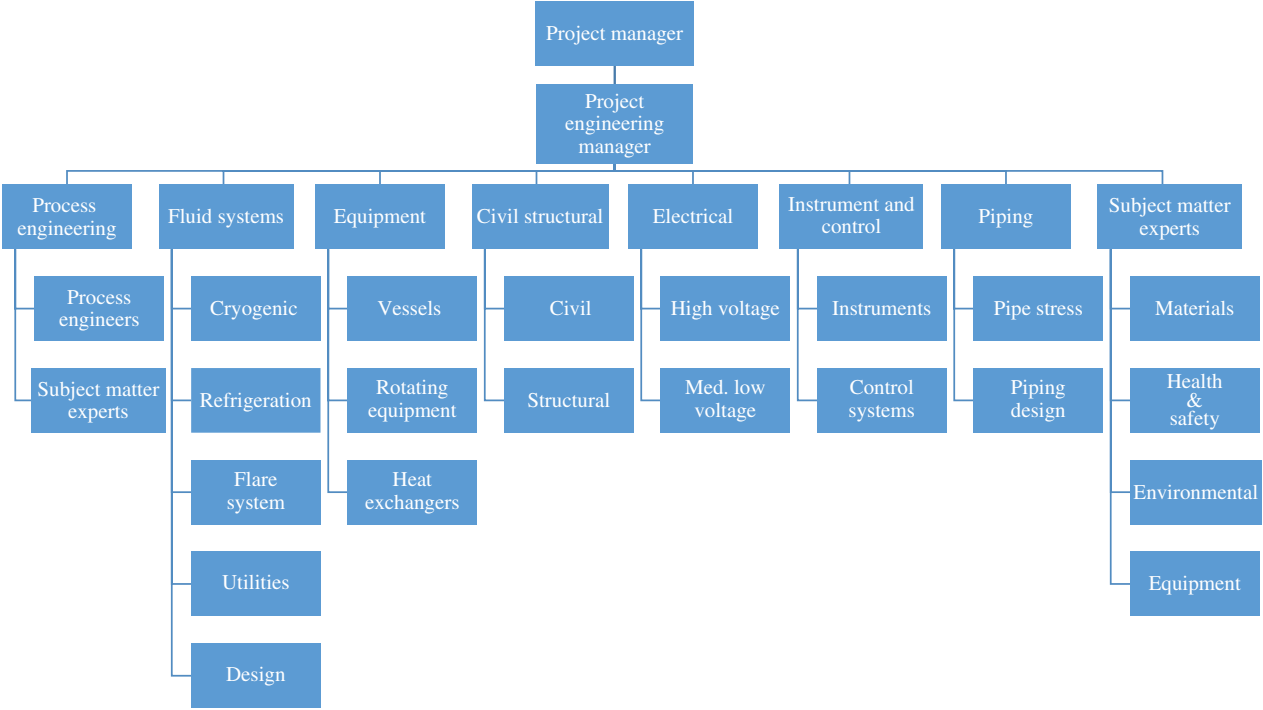 Project manager
Project
engineering
manager
Process
engineering
Fluid systems
Equipment
Civil structural
Electrical
Instrument and
control
Piping
Subject matter
experts
Process
engineers
Cryogenic
Vessels
Civil
High voltage
Instruments
Pipe stress
Materials
Subject matter
experts
Refrigeration
Rotating
equipment
Structural
Med. low
voltage
Control
systems
Piping
design
Health
&
safety
Flare
system
Heat
exchangers
Environmental
Utilities
Equipment
Design